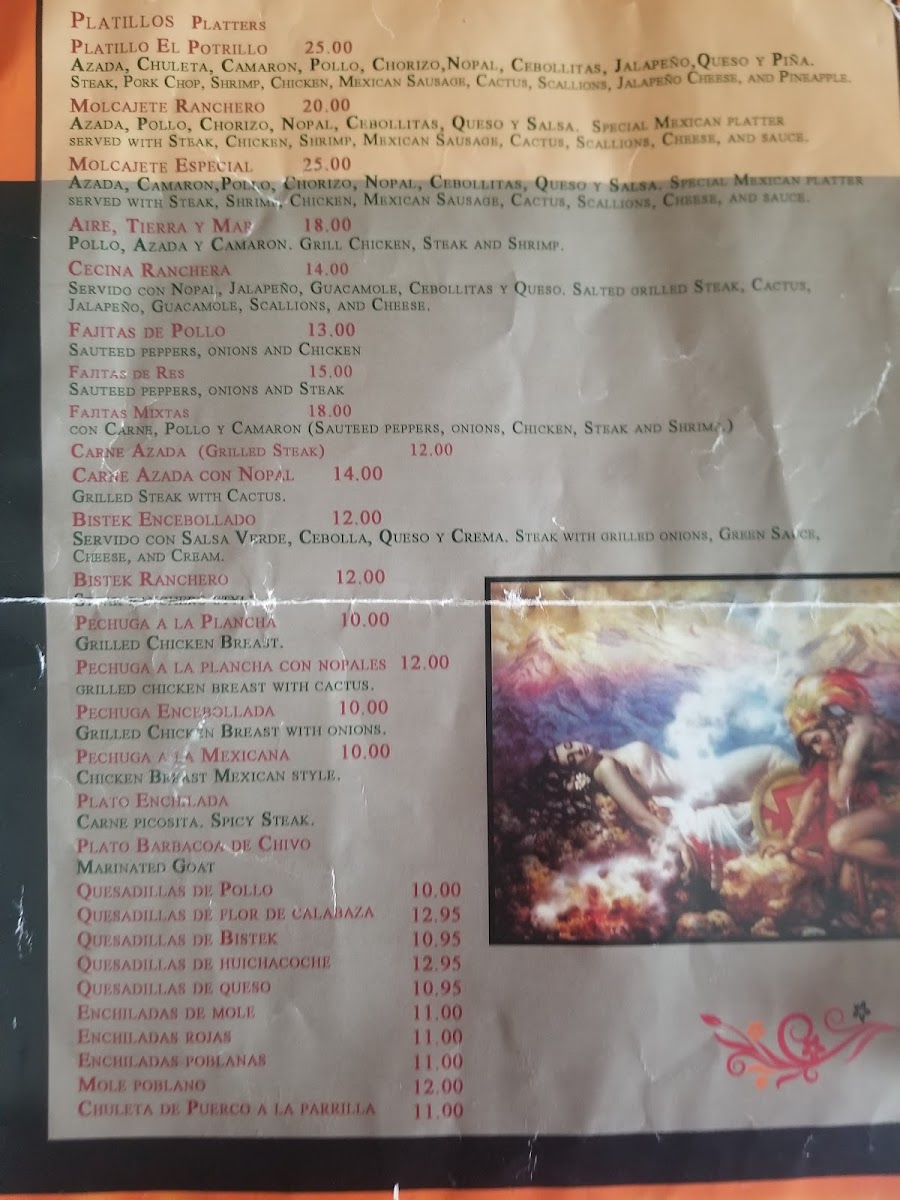 Platillos Platters
Platillo El Potrillo 25.00
Azada, Chuleta, Camaron, Pollo, Chorizo,Nopal, Cebollitas, Jalapeño,Queso y Piña.
Steak, Pork Chop, Shrimp, Chicken, Mexican Sausage, Cactus, Scallions, Jalapeño Cheese, and Pineapple.
Molcajete Ranchero 20.00
Azada, Pollo, Chorizo, Nopal, Cebollitas, Queso y Salsa. Special Mexican platter
served with Steak, Chicken, Shrimp, Mexican Sausage, Cactus, Scallions, Cheese, and sauce.
Molcajete Especial 25.00
Azada, Camaron,Pollo, Chorizo, Nopal, Cebollitas, Queso y Salsa. Special Mexican platter
served with Steak, Shrimp, Chicken, Mexican Sausage, Cactus, Scallions, Cheese, and sauce.
Aire, Tierra y Mar 18.00
Pollo, Azada y Camaron. Grill Chicken, Steak and Shrimp.
Cecina Ranchera 14.00
Servido con Nopal, Jalapeño, Guacamole, Cebollitas y Queso. Salted grilled Steak, Cactus,
Jalapeño, Guacamole, Scallions, and Cheese.
Fajitas de Pollo 13.00
Sauteed peppers, onions and Chicken
Fajitas de Res 15.00
Sauteed peppers, onions and Steak
Fajitas Mixtas 18.00
con Carne, Pollo y Camaron (Sauteed peppers, onions, Chicken, Steak and Shrimp)
Carne Azada (Grilled Steak) 12.00
Carne Azada con Nopal 14.00
Grilled Steak with Cactus.
Bistek Encebollado 12.00
Servido con Salsa Verde, Cebolla, Queso y Crema. Steak with grilled onions, Green Sauce,
Cheese, and Cream.
Bistek Ranchero 12.00
Steak ranchero style
Pechuga a la Plancha 10.00
Grilled Chicken Breast.
Pechuga a la plancha con nopales 12.00
grilled chicken breast with cactus.
Pechuga Encebollada 10.00
Grilled Chicken Breast with onions.
Pechuga a la Mexicana 10.00
Chicken Breast Mexican style.
Plato Enchilada
Carne picosita. Spicy Steak.
Plato Barbacoa de Chivo
Marinated Goat
Quesadillas de Pollo 10.00
Quesadillas de flor de calabaza 12.95
Quesadillas de Bistek 10.95
Quesadillas de huichacoche 12.95
Quesadillas de queso 10.95
Enchiladas de mole 11.00
Enchiladas rojas 11.00
Enchiladas poblanas 11.00
Mole poblano 12.00
Chuleta de Puerco a la parrilla 11.00